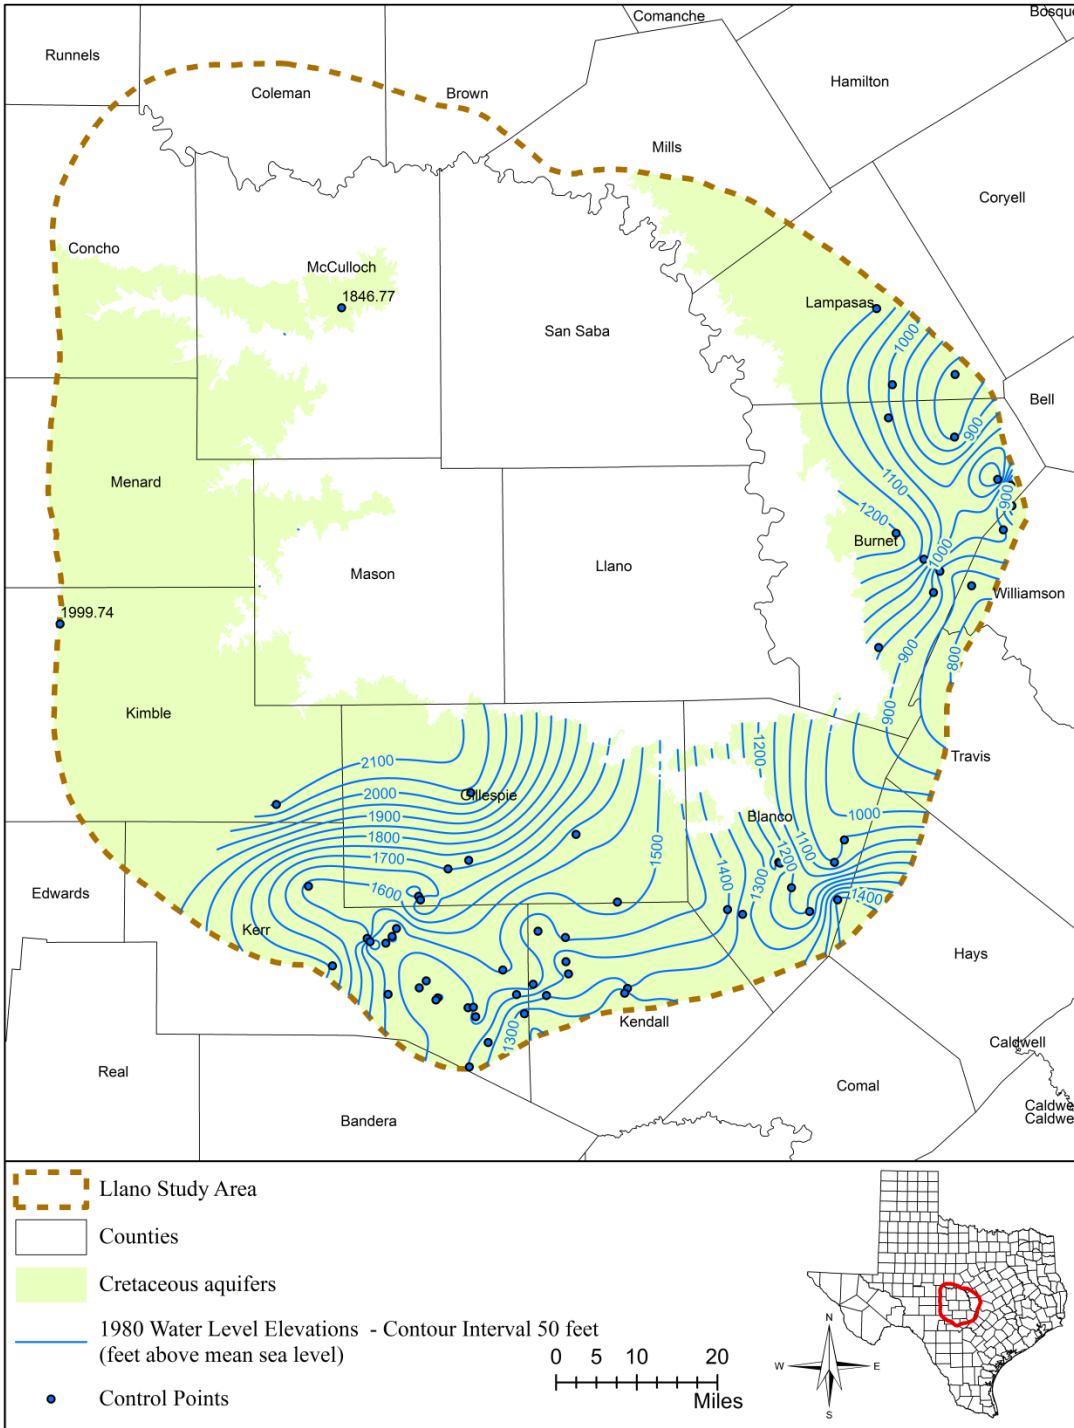 Comanche
Bosque
Runnels
Hamilton
Coleman
Brown
Mills
Coryell
Concho
McCulloch
1846.77
Lampasas
1000
San Saba
Bell
900
Menard
1100
900
1200
Burnet
1000
Mason
Llano
Williamson
1999.74
900
800
Kimble
900
1200
Travis
2100
2000
Gillespie
1900
Blanco
1000
1800
1100
1500
1700
1200
1400
1300
1600
1400
Edwards
Kerr
Hays
Kendall
1300
Caldwell
Real
Comal
Caldwe
Caldwe
Bandera
Llano Study Area
Counties
Cretaceous aquifers
1980 Water Level Elevations - Contour Interval 50 feet
(feet above mean sea level)
Control Points
0 5 10 20
Miles
N
W E
S